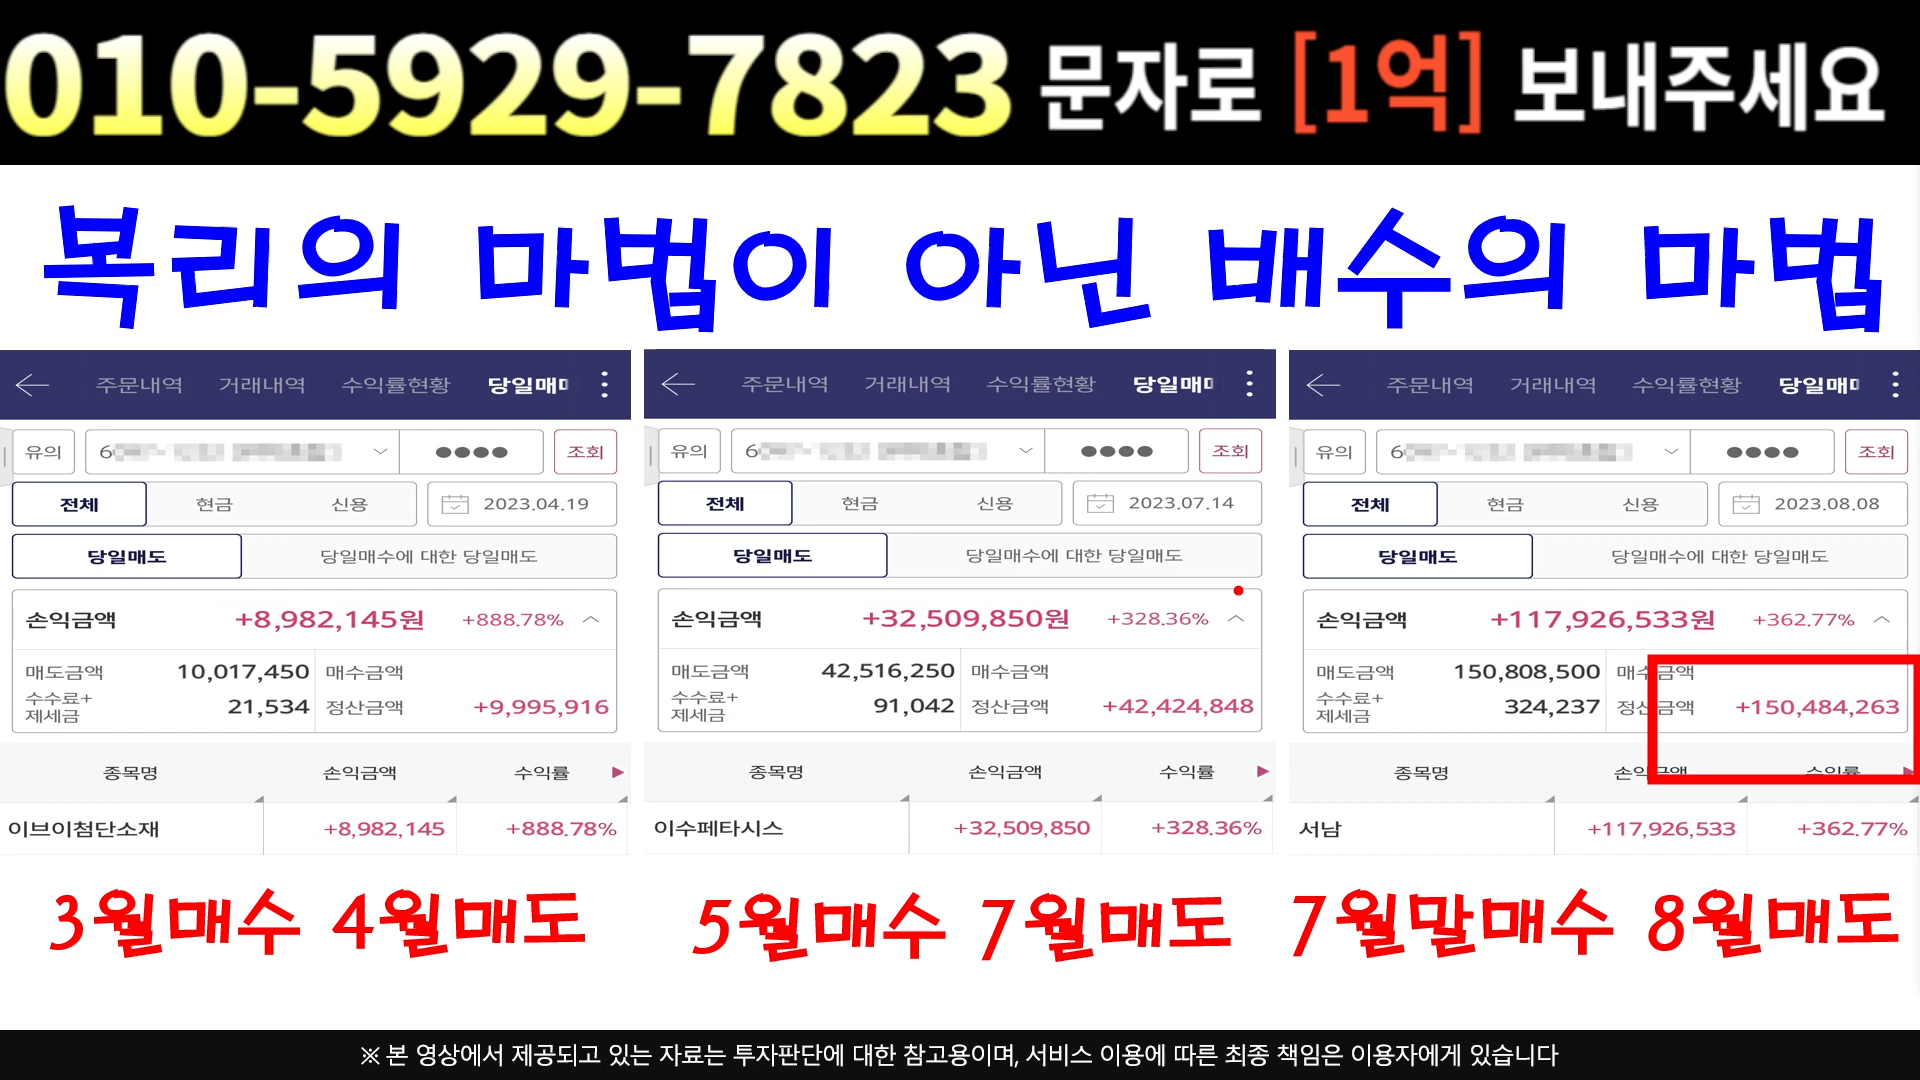 010-5929-7823 문자로 [1억] 보내주세요
복리의 마법이 아닌 배수의 마법
주문내역 거래내역 수익률현황 당일매
유의 6 ●●●● 조회
전체 현금 신용 2023.04.19
당일매도 당일매수에 대한 당일매도
손익금액 +8,982,145원 +888.78%
매도금액 10,017,450 매수금액
수수료+
제세금 21,534 정산금액 +9,995,916
종목명 손익금액 수익률
이브이첨단소재 +8,982,145 +888.78%
3월매수 4월매도
주문내역 거래내역 수익률현황 당일매
유의 6 ●●●● 조회
전체 현금 신용 2023.07.14
당일매도 당일매수에 대한 당일매도
손익금액 +32,509,850원 +328.36%
매도금액 42,516,250 매수금액
수수료+
제세금 91,042 정산금액 +42,424,848
종목명 손익금액 수익률
이수페타시스 +32,509,850 +328.36%
5월매수 7월매도
주문내역 거래내역 수익률현황 당일매
유의 6 ●●●● 조회
전체 현금 신용 2023.08.08
당일매도 당일매수에 대한 당일매도
손익금액 +117,926,533원 +362.77%
매도금액 150,808,500 매수금액
수수료+
제세금 324,237 정산금액 +150,484,263
종목명 손익금액 수익률
서남 +117,926,533 +362.77%
7월말매수 8월매도
※ 본 영상에서 제공되고 있는 자료는 투자판단에 대한 참고용이며, 서비스 이용에 따른 최종 책임은 이용자에게 있습니다